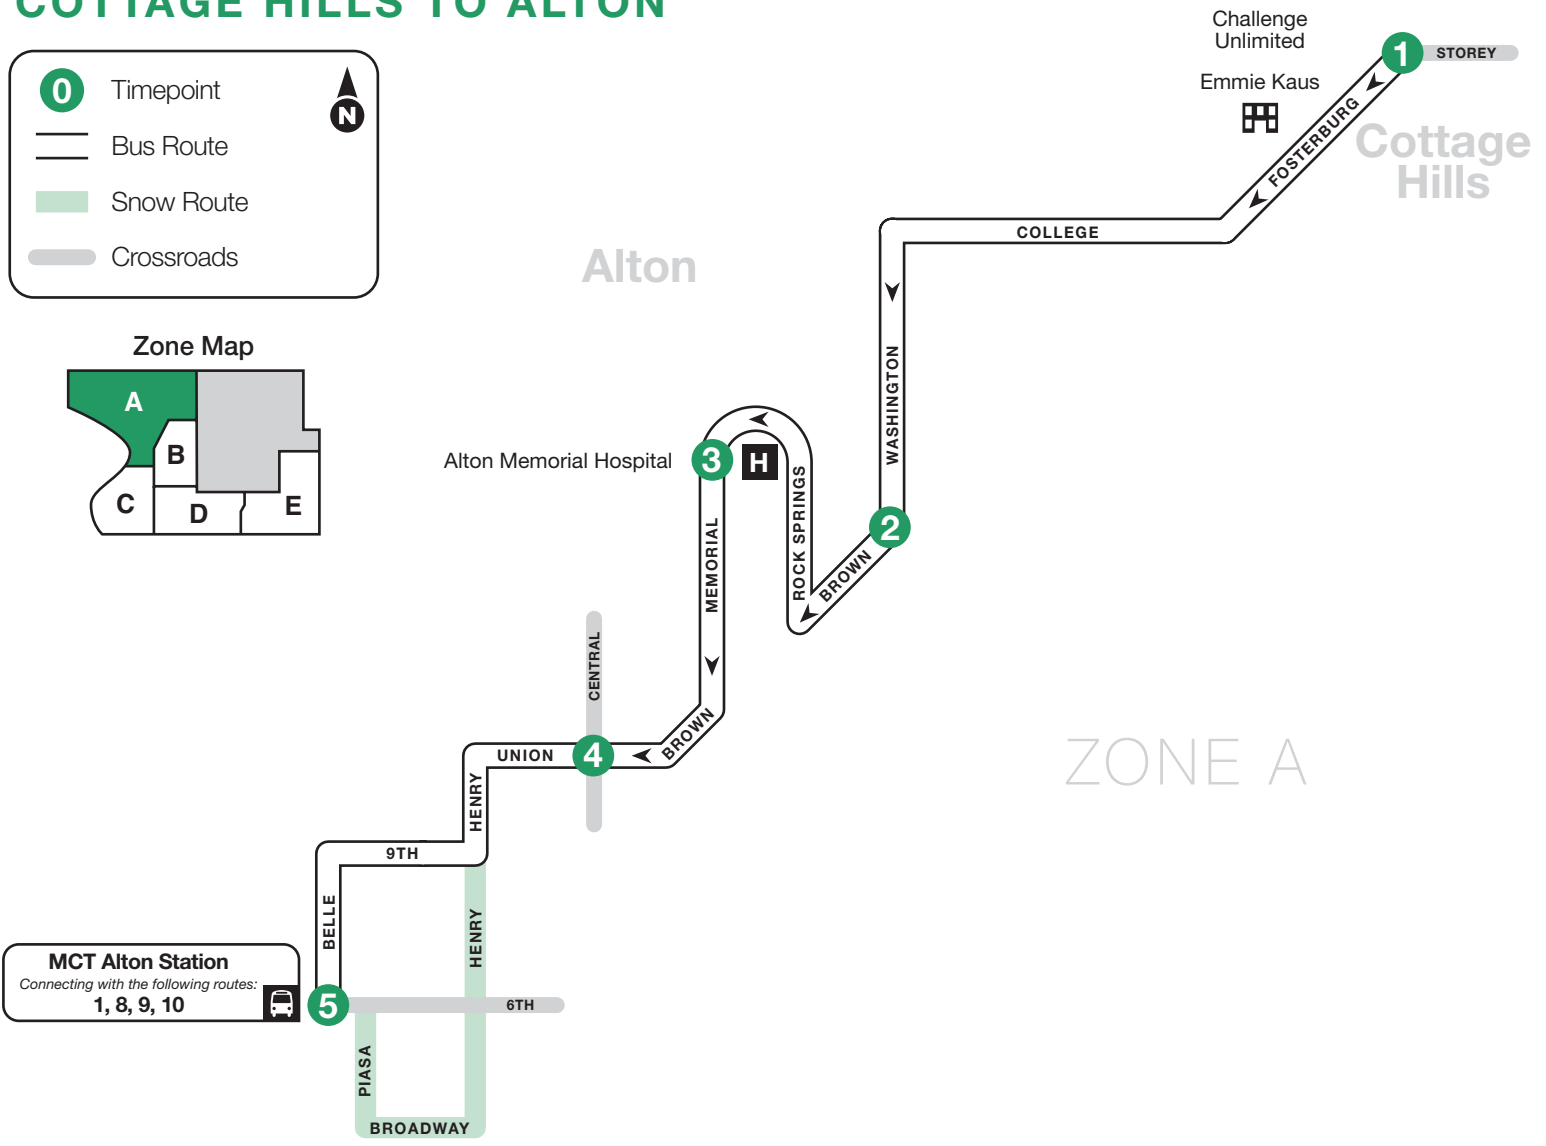 COTTAGE HILLS TO ALTON
0 Timepoint
N
Bus Route
Snow Route
Crossroads
Zone Map
A
B
C
D
E
Challenge
Unlimited
Emmie Kaus
1
STOREY
FOSTERBURG
Cottage
Hills
COLLEGE
Alton
WASHINGTON
2
BROWN
ROCK SPRINGS
Alton Memorial Hospital
3
H
MEMORIAL
BROWN
CENTRAL
4
UNION
HENRY
9TH
BELLE
HENRY
ZONE A
MCT Alton Station
Connecting with the following routes:
1, 8, 9, 10
5
6TH
PIASA
BROADWAY